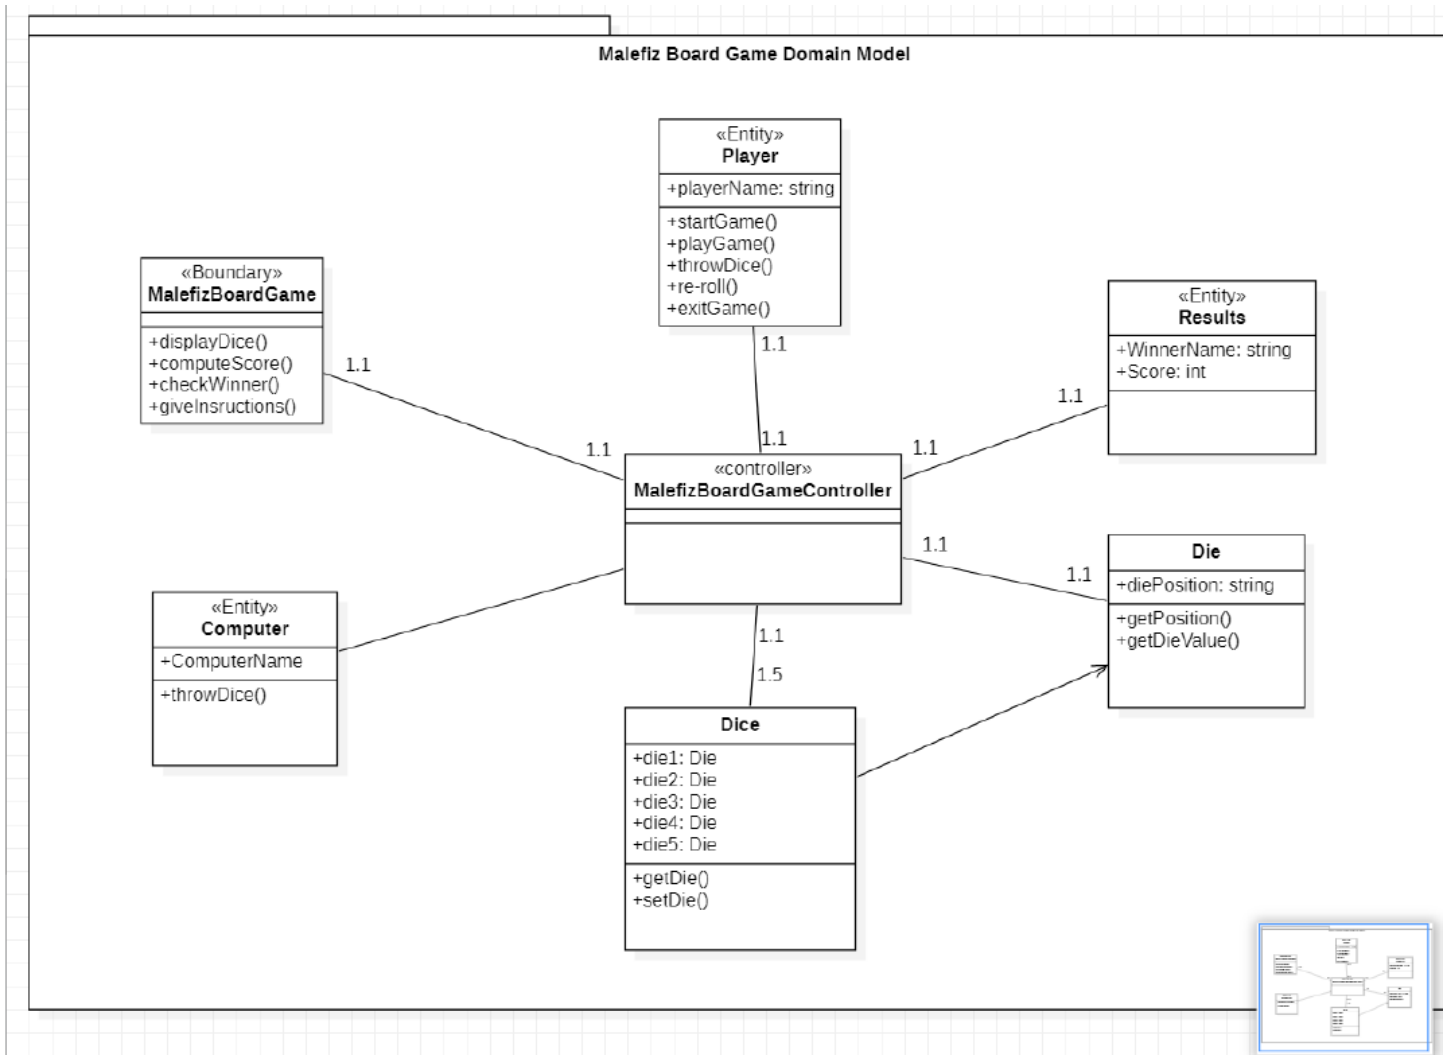 Malefiz Board Game Domain Model
«Entity»
Player
+playerName: string
+startGame()
+playGame()
+throwDice()
+re-roll()
+exitGame()
«Boundary»
MalefizBoardGame
+displayDice()
+computeScore()
+checkWinner()
+giveInsructions()
«Entity»
Results
+WinnerName: string
+Score: int
1.1
1.1
1.1
1.1
1.1
1.1
«controller»
MalefizBoardGameController
1.1
1.1
Die
+diePosition: string
+getPosition()
+getDieValue()
«Entity»
Computer
+ComputerName
+throwDice()
1.1
1.5
Dice
+die1: Die
+die2: Die
+die3: Die
+die4: Die
+die5: Die
+getDie()
+setDie()